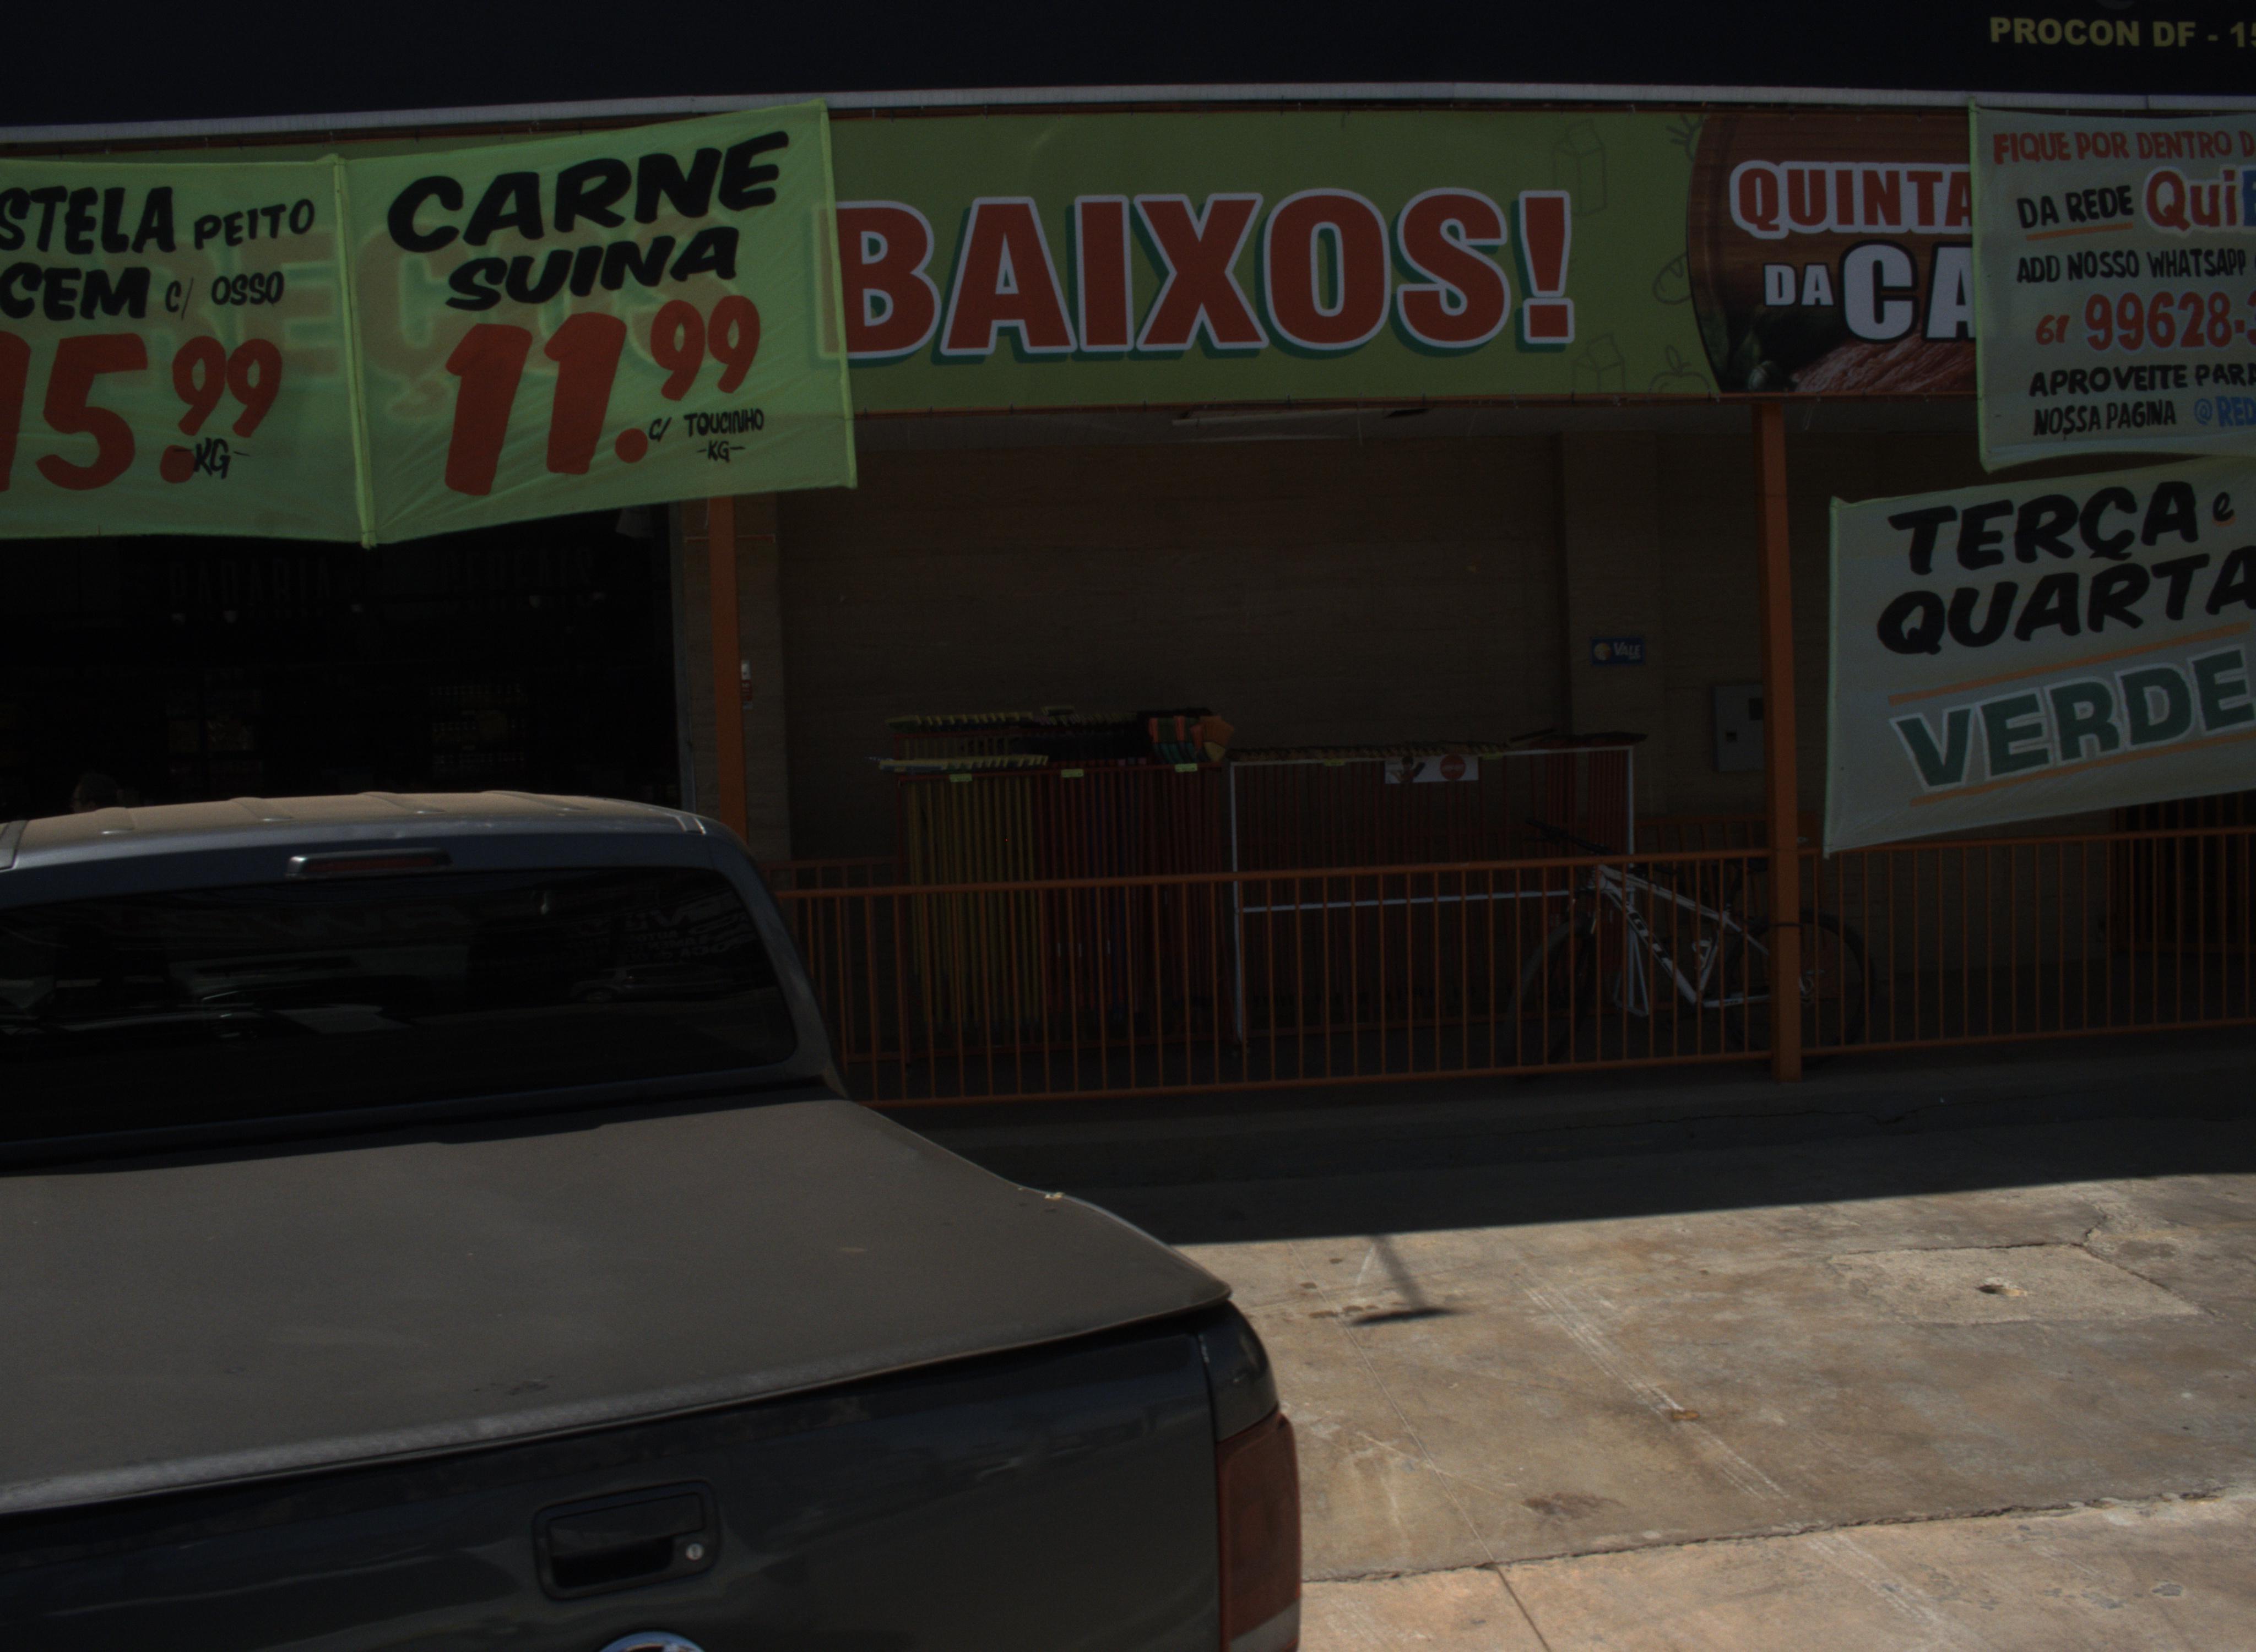 PROCON DF - 15
STELA PEITO
CEM C/ OSSO
15.99
KG
CARNE
SUINA
11.99
C/ TOUCINHO
KG
BAIXOS!
QUINTA
DA CA
FIQUE POR DENTRO D
DA REDE Qui
ADD NOSSO WHATSAPP
61 99628-
APROVEITE PARA
NOSSA PAGINA @RED
TERÇA e
QUARTA
VERDE
VALE